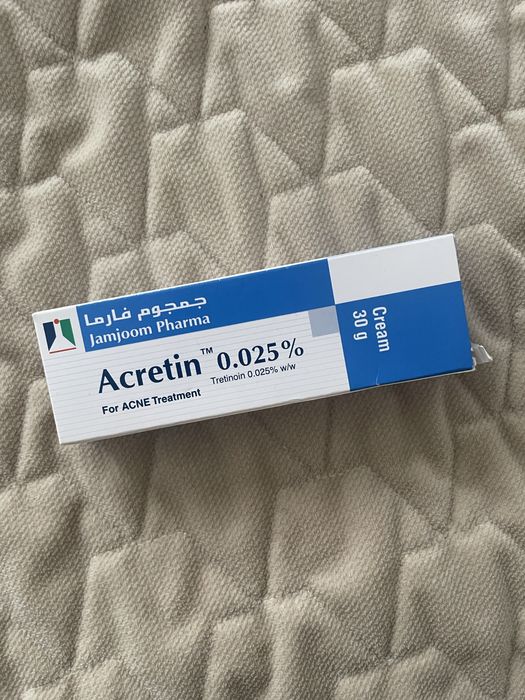 جمجوم فارما
Jamjoom Pharma
Acretin™ 0.025%
Tretinoin 0.025% w/w
For ACNE Treatment
Cream
30 g